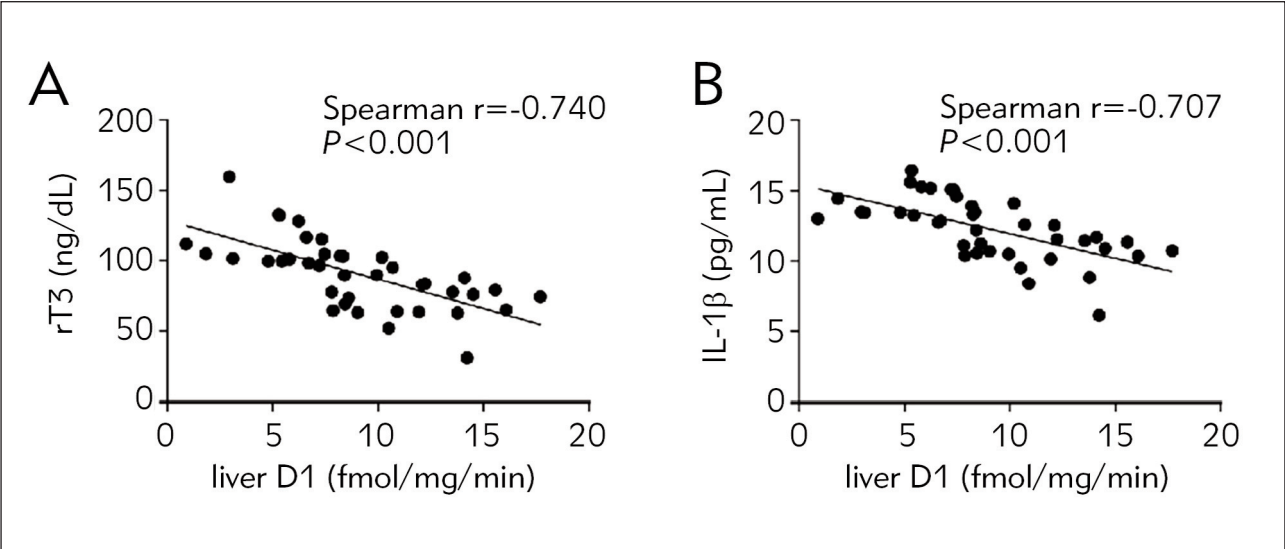 A
Spearman r=-0.740
P<0.001
rT3 (ng/dL)
200
150
100
50
0
0 5 10 15 20
liver D1 (fmol/mg/min)
B
Spearman r=-0.707
P<0.001
IL-1β (pg/mL)
20
15
10
5
0
0 5 10 15 20
liver D1 (fmol/mg/min)